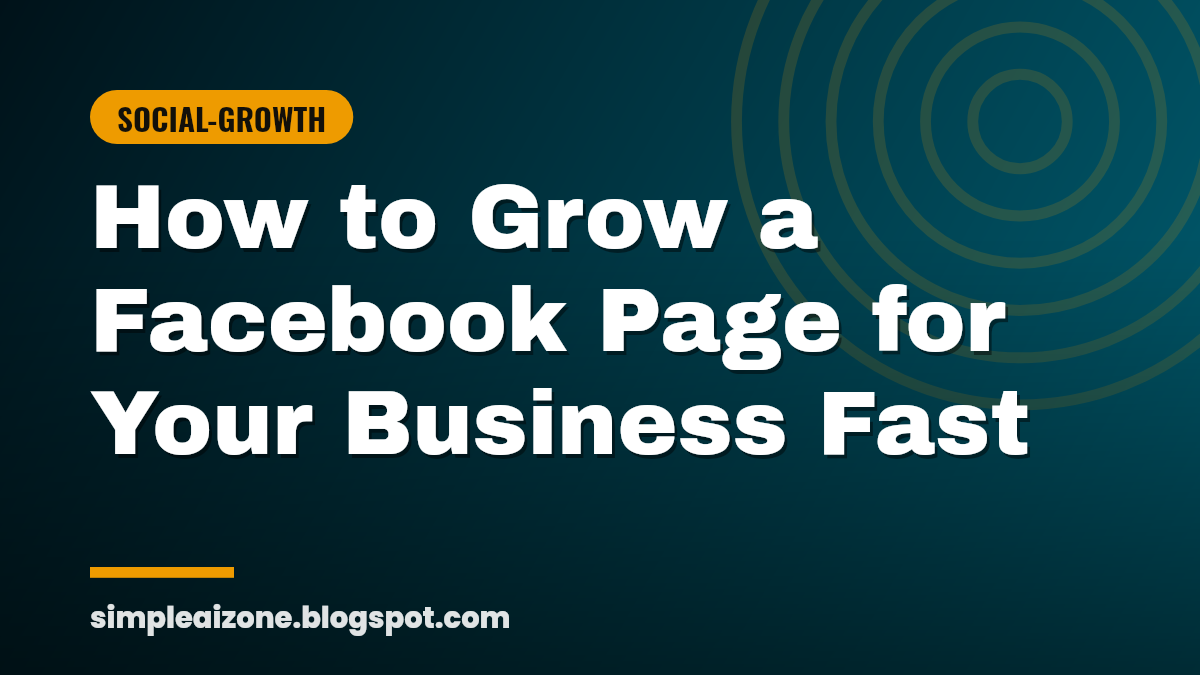 SOCIAL-GROWTH
How to Grow a
Facebook Page for
Your Business Fast
simpleaizone.blogspot.com